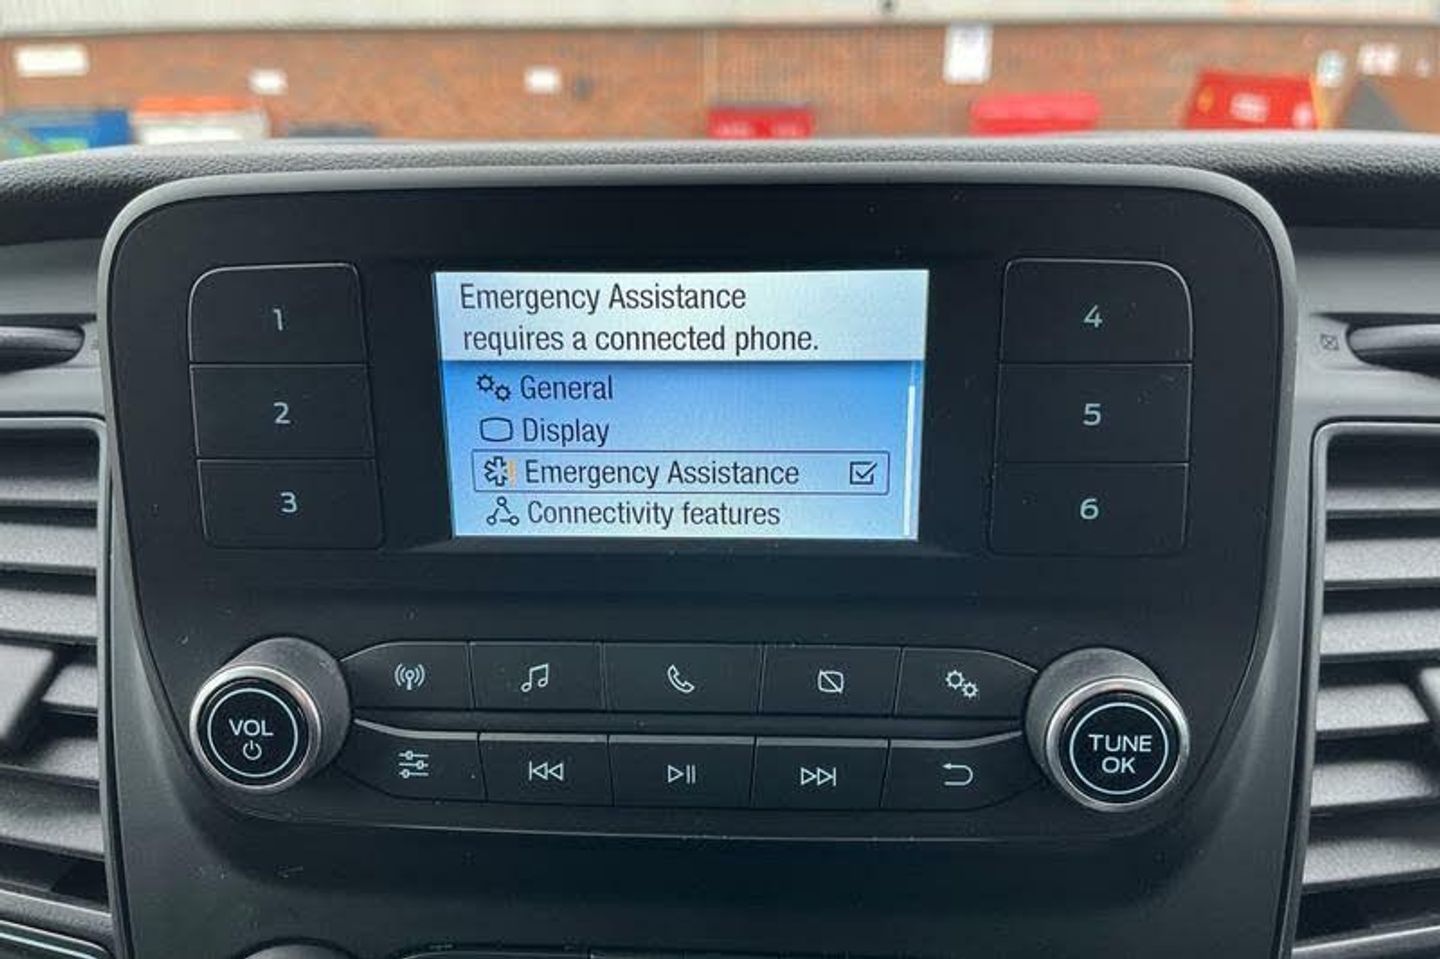 Emergency Assistance
requires a connected phone.
General
Display
Emergency Assistance
Connectivity features
1
2
3
4
5
6
VOL
TUNE
OK